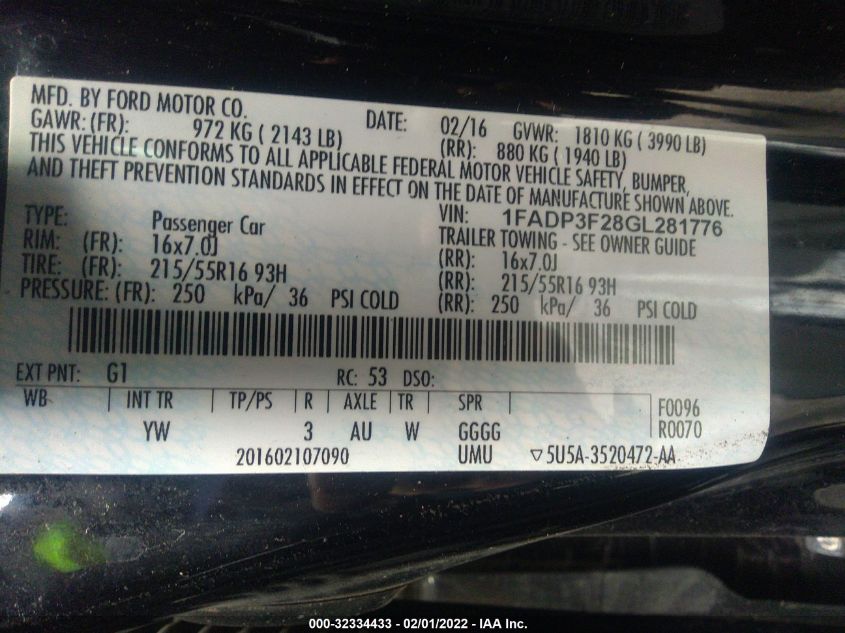 MFD. BY FORD MOTOR CO.
DATE: 02/16 GVWR: 1810 KG ( 3990 LB)
GAWR: (FR): 972 KG ( 2143 LB) (RR): 880 KG ( 1940 LB)
THIS VEHICLE CONFORMS TO ALL APPLICABLE FEDERAL MOTOR VEHICLE SAFETY, BUMPER,
AND THEFT PREVENTION STANDARDS IN EFFECT ON THE DATE OF MANUFACTURE SHOWN ABOVE.
VIN: 1FADP3F28GL281776
TYPE: Passenger Car TRAILER TOWING - SEE OWNER GUIDE
RIM: (FR): 16x7.0J (RR): 16x7.0J
TIRE: (FR): 215/55R16 93H (RR): 215/55R16 93H
PRESSURE: (FR): 250 kPa/ 36 PSI COLD (RR): 250 kPa/ 36 PSI COLD
EXT PNT: G1 RC: 53 DSO:
WB INT TR TP/PS R AXLE TR SPR F0096
YW 3 AU W GGGG R0070
201602107090 UMU ▽5U5A-3520472-AA
000-32334433 - 02/01/2022 - IAA Inc.